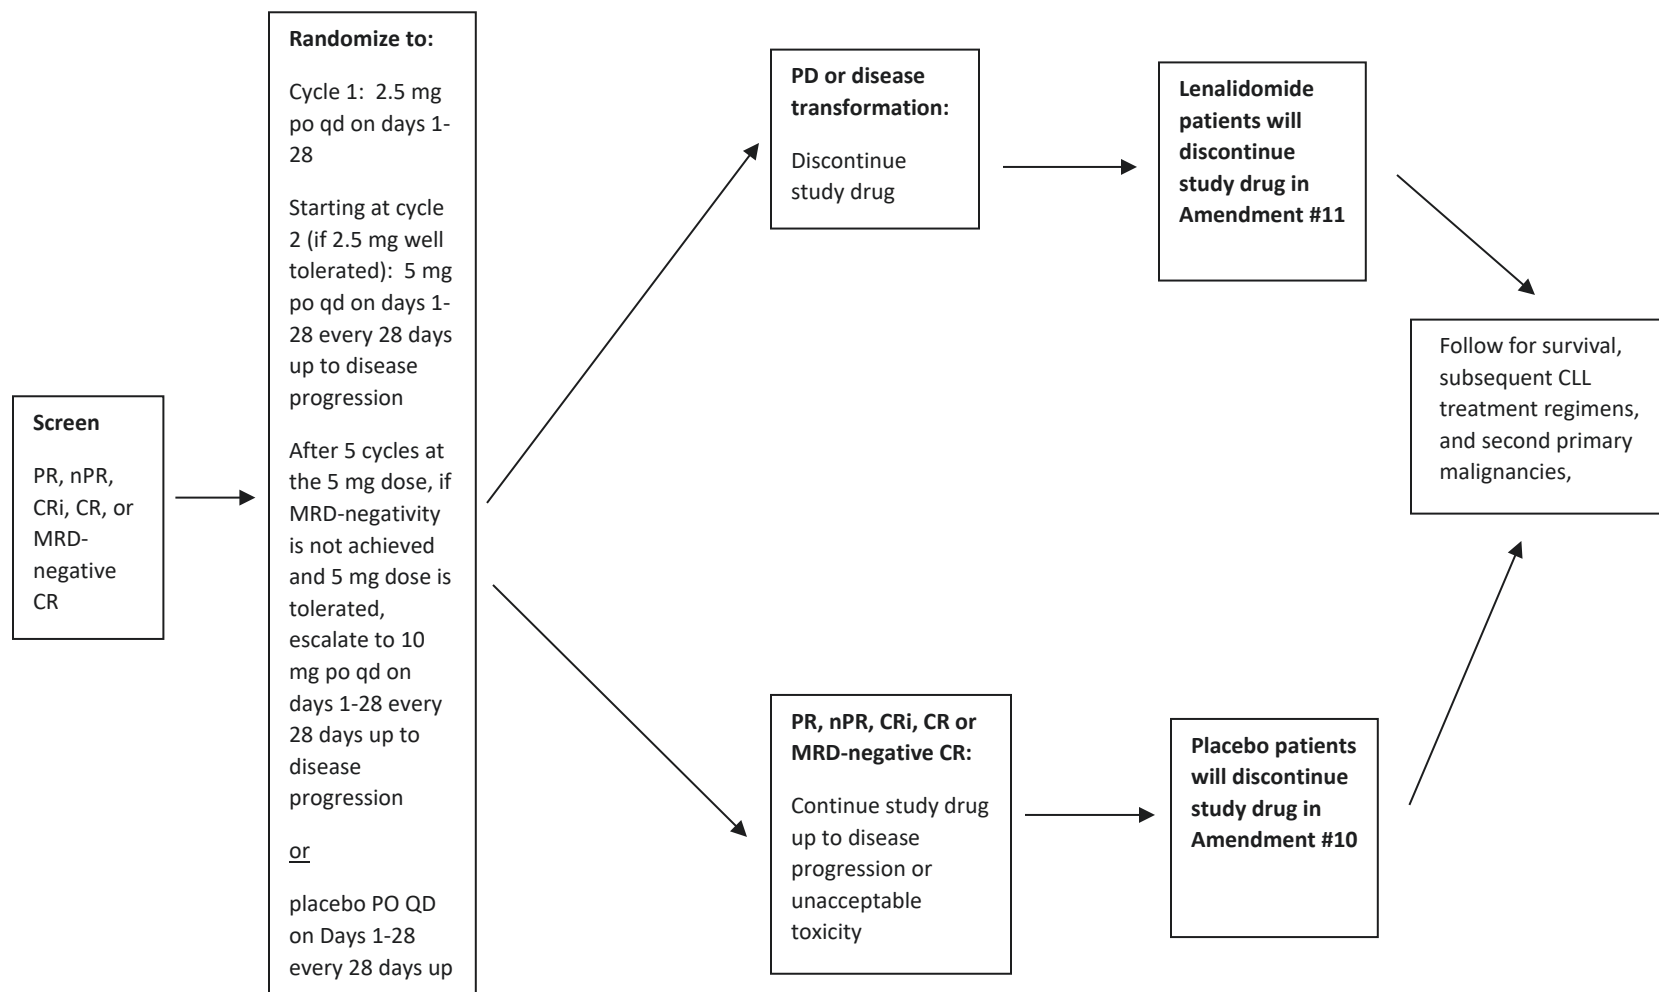 Screen
PR, nPR,
CRi, CR, or
MRD-
negative
CR
Randomize to:
Cycle 1:  2.5 mg
po qd on days 1-
28
Starting at cycle
2 (if 2.5 mg well
tolerated):  5 mg
po qd on days 1-
28 every 28 days
up to disease
progression
After 5 cycles at
the 5 mg dose, if
MRD-negativity
is not achieved
and 5 mg dose is
tolerated,
escalate to 10
mg po qd on
days 1-28 every
28 days up to
disease
progression
or
placebo PO QD
on Days 1-28
every 28 days up
PD or disease
transformation:
Discontinue
study drug
Lenalidomide
patients will
discontinue
study drug in
Amendment #11
PR, nPR, CRi, CR or
MRD-negative CR:
Continue study drug
up to disease
progression or
unacceptable
toxicity
Placebo patients
will discontinue
study drug in
Amendment #10
Follow for survival,
subsequent CLL
treatment regimens,
and second primary
malignancies,